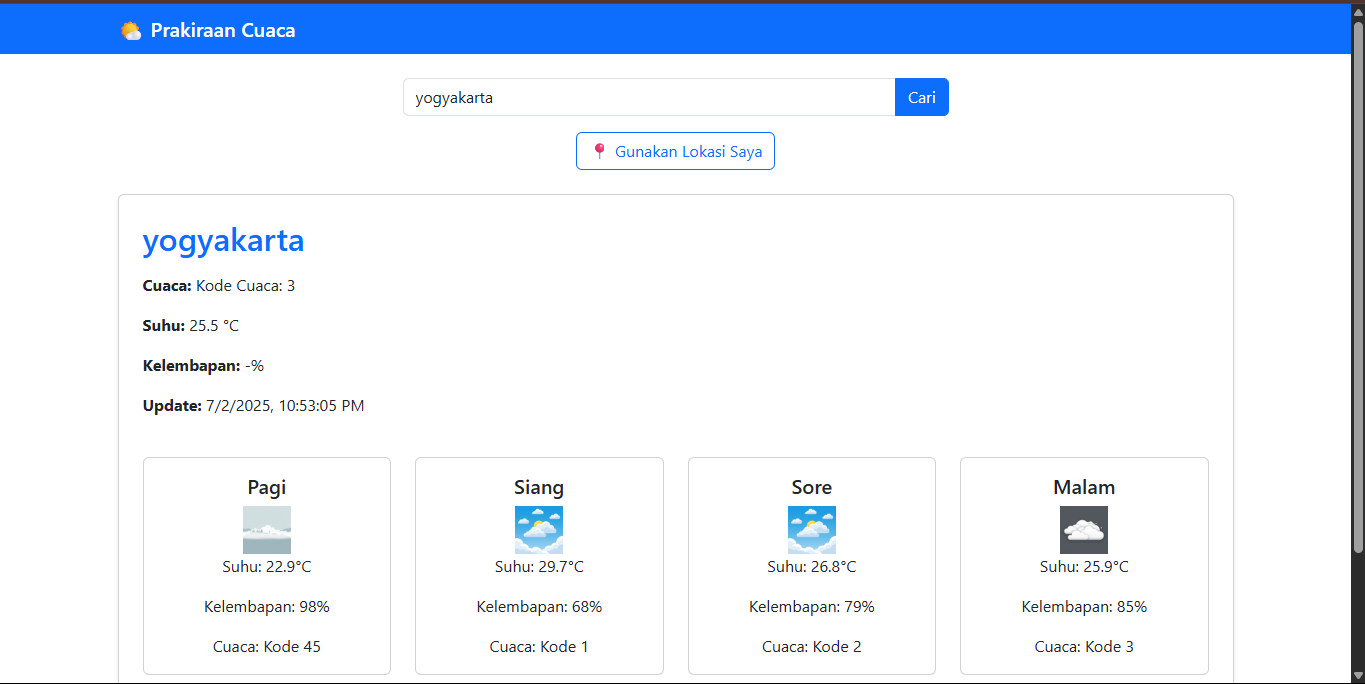 Prakiraan Cuaca
yogyakarta
Cari
Gunakan Lokasi Saya
yogyakarta
Cuaca: Kode Cuaca: 3
Suhu: 25.5 °C
Kelembapan: -%
Update: 7/2/2025, 10:53:05 PM
Pagi
Suhu: 22.9°C
Kelembapan: 98%
Cuaca: Kode 45
Siang
Suhu: 29.7°C
Kelembapan: 68%
Cuaca: Kode 1
Sore
Suhu: 26.8°C
Kelembapan: 79%
Cuaca: Kode 2
Malam
Suhu: 25.9°C
Kelembapan: 85%
Cuaca: Kode 3